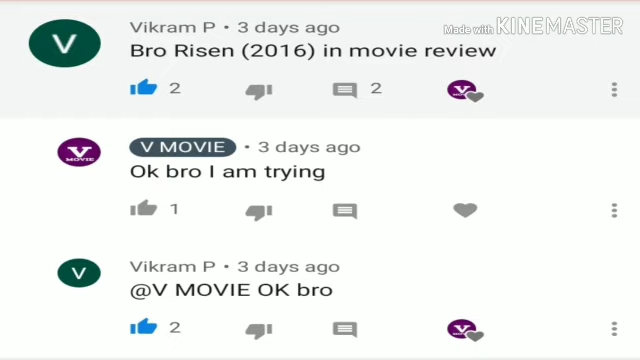 Vikram P • 3 days ago
Made with KINEMASTER
Bro Risen (2016) in movie review
2
2
V MOVIE • 3 days ago
Ok bro I am trying
1
Vikram P • 3 days ago
@V MOVIE OK bro
2
V
V
MOVIE
V